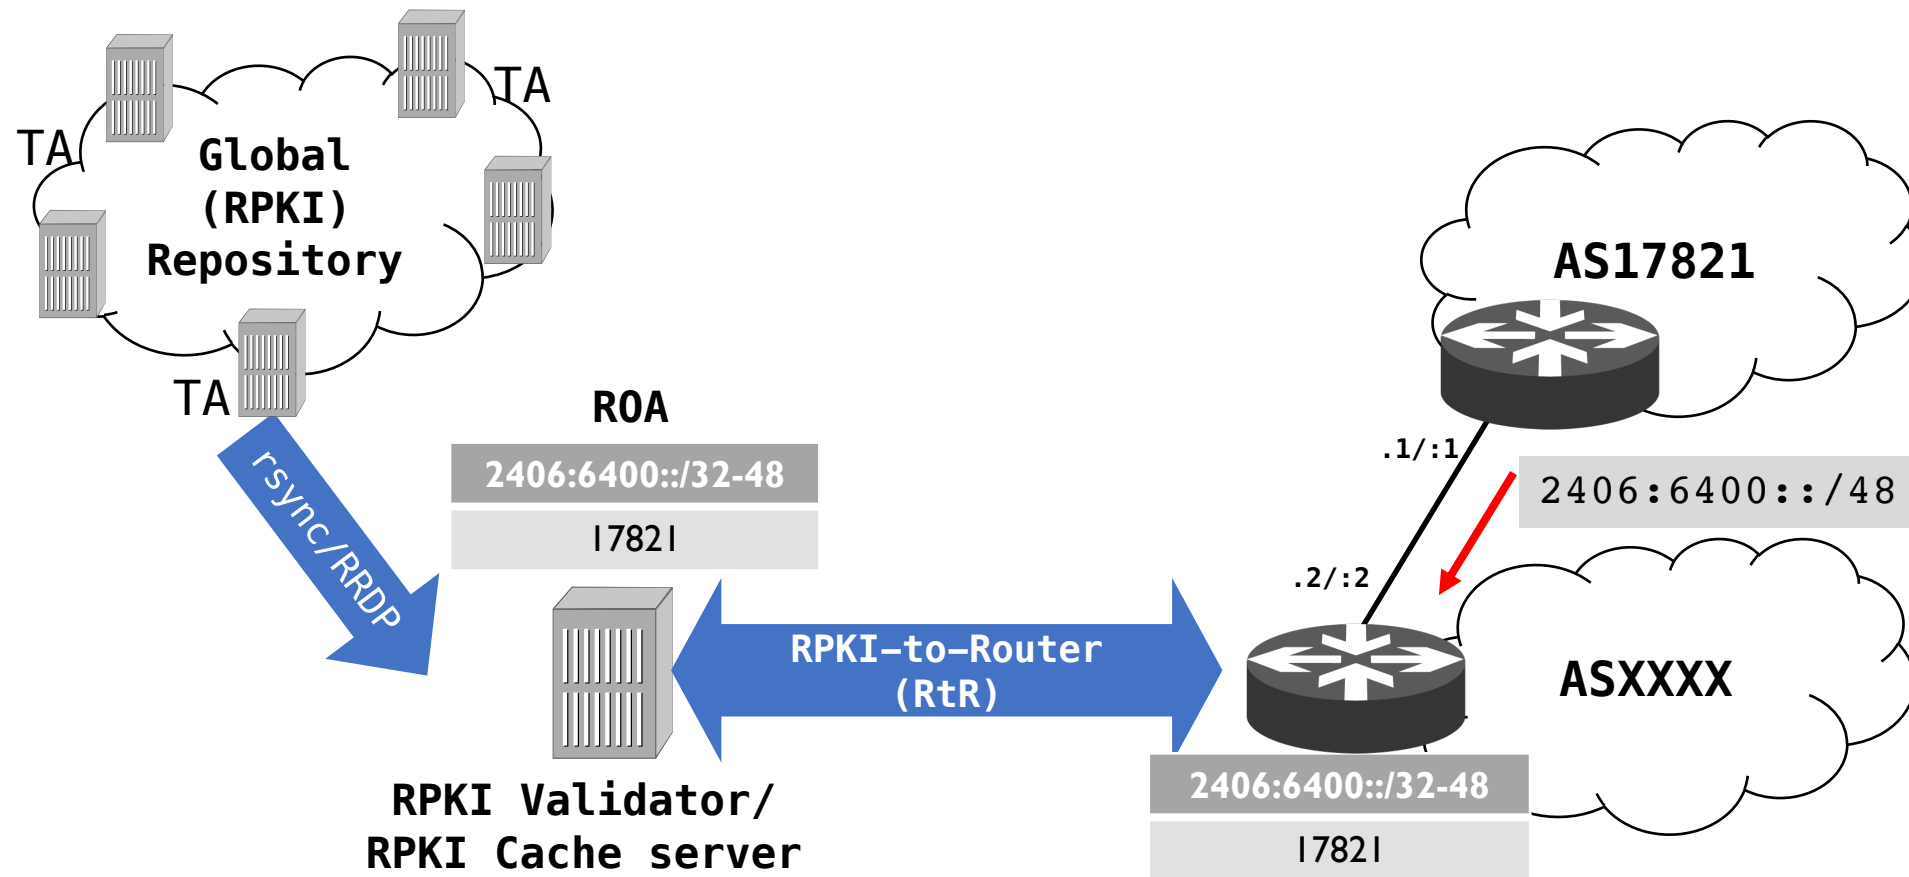 TA
TA
Global
(RPKI)
Repository
TA
rsync/RRDP
ROA
2406:6400::/32-48
17821
RPKI Validator/
RPKI Cache server
RPKI-to-Router
(RtR)
AS17821
.1/:1
2406:6400::/48
.2/:2
ASXXXX
2406:6400::/32-48
17821